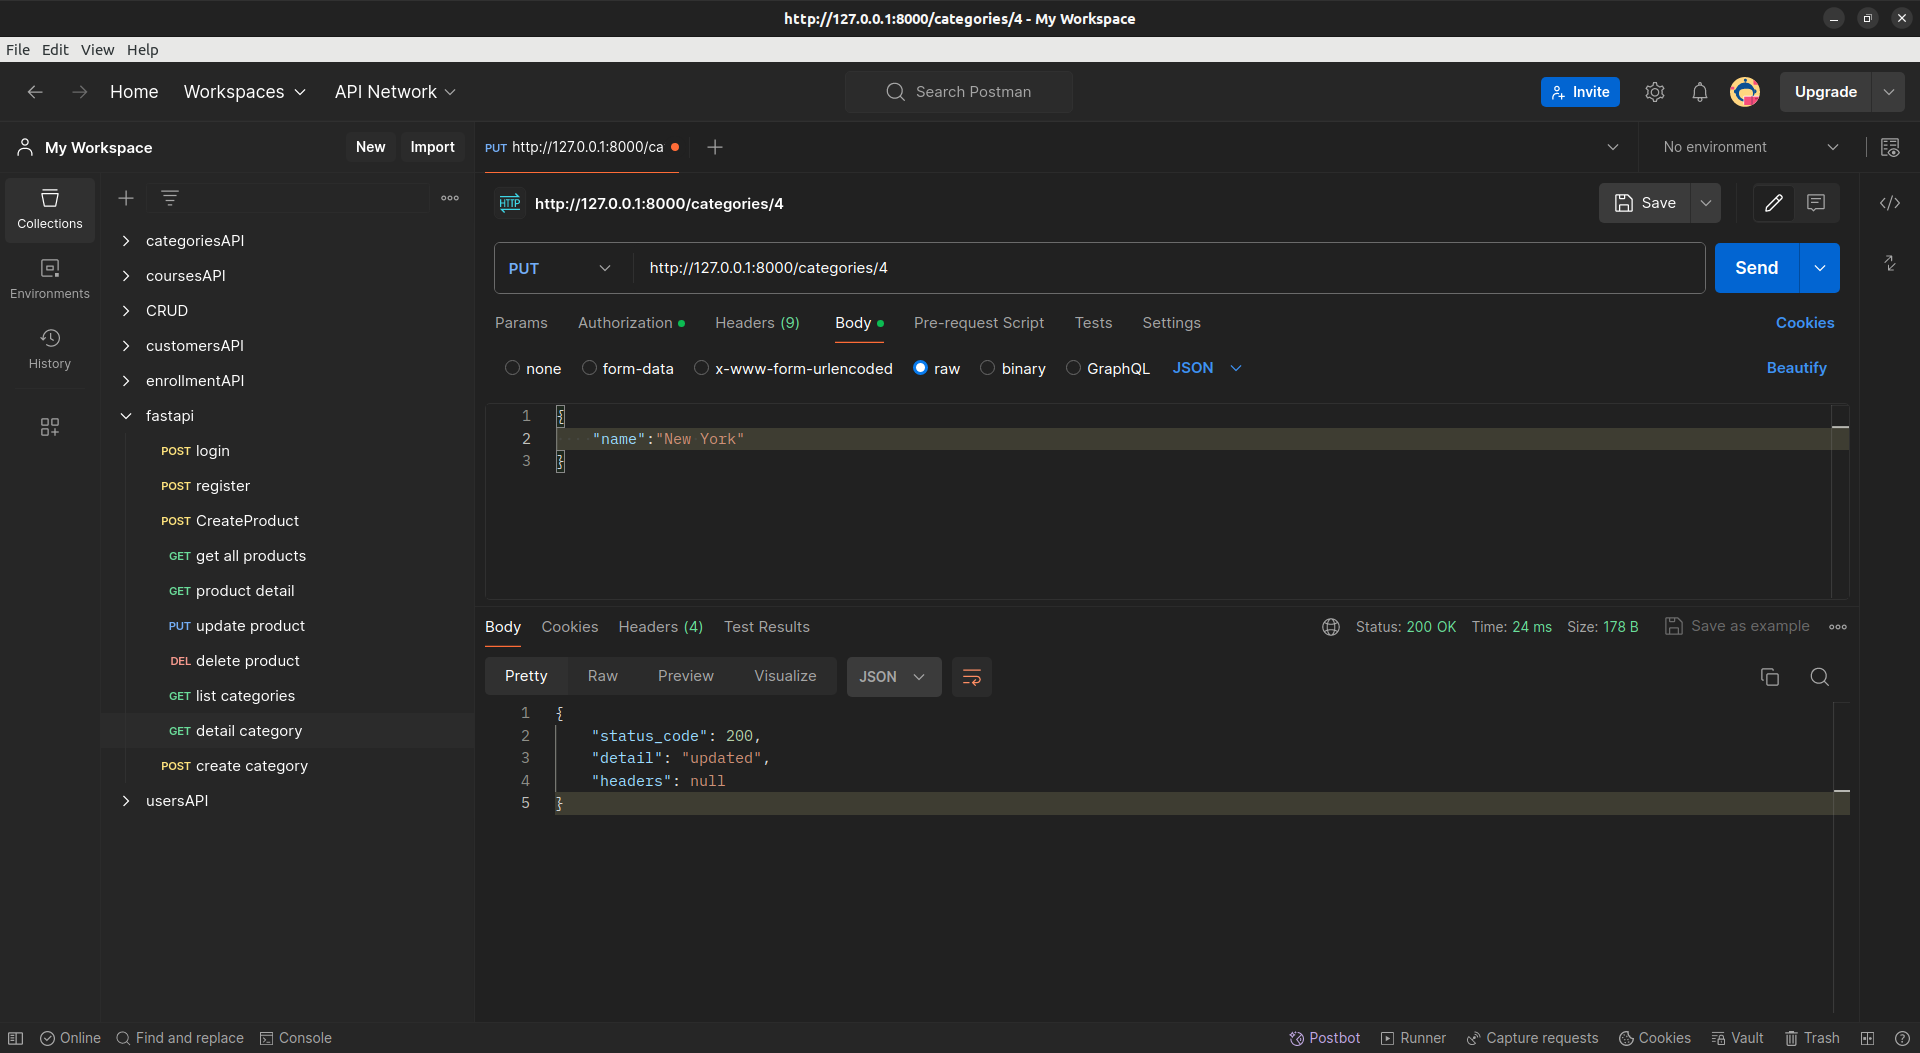 http://127.0.0.1:8000/categories/4 - My Workspace
File Edit View Help
Home Workspaces API Network Search Postman Invite Upgrade
My Workspace New Import PUT http://127.0.0.1:8000/ca No environment
Collections
Environments
History
categoriesAPI
coursesAPI
CRUD
customersAPI
enrollmentAPI
fastapi
POST login
POST register
POST CreateProduct
GET get all products
GET product detail
PUT update product
DEL delete product
GET list categories
GET detail category
POST create category
usersAPI
HTTP http://127.0.0.1:8000/categories/4 Save
PUT http://127.0.0.1:8000/categories/4 Send
Params Authorization Headers (9) Body Pre-request Script Tests Settings Cookies
none form-data x-www-form-urlencoded raw binary GraphQL JSON Beautify
1 {
2 "name":"New York"
3 }
Body Cookies Headers (4) Test Results Status: 200 OK Time: 24 ms Size: 178 B Save as example
Pretty Raw Preview Visualize JSON
1 {
2 "status_code": 200,
3 "detail": "updated",
4 "headers": null
5 }
Online Find and replace Console Postbot Runner Capture requests Cookies Vault Trash